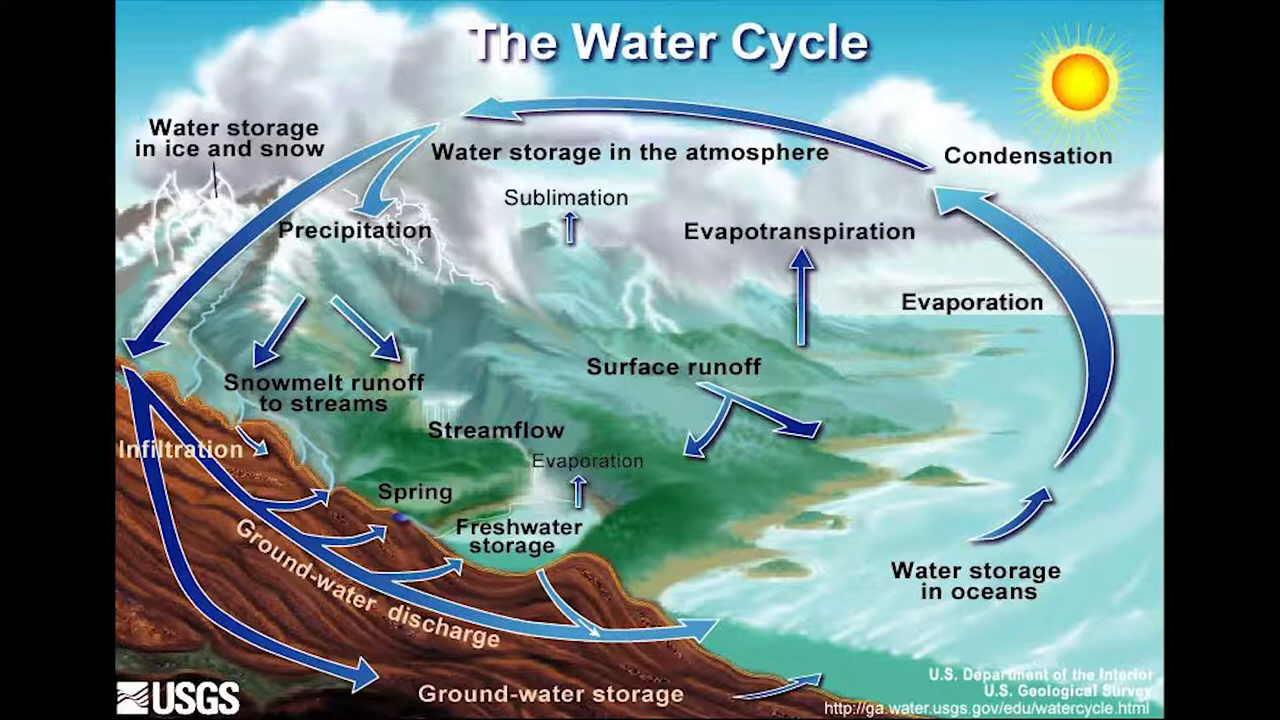 The Water Cycle
Water storage
in ice and snow
Water storage in the atmosphere
Condensation
Sublimation
Precipitation
Evapotranspiration
Evaporation
Surface runoff
Snowmelt runoff
to streams
Streamflow
Infiltration
Evaporation
Spring
Freshwater
storage
Ground-water discharge
Water storage
in oceans
Ground-water storage
USGS
U.S. Department of the Interior
U.S. Geological Survey
http://ga.water.usgs.gov/edu/watercycle.html